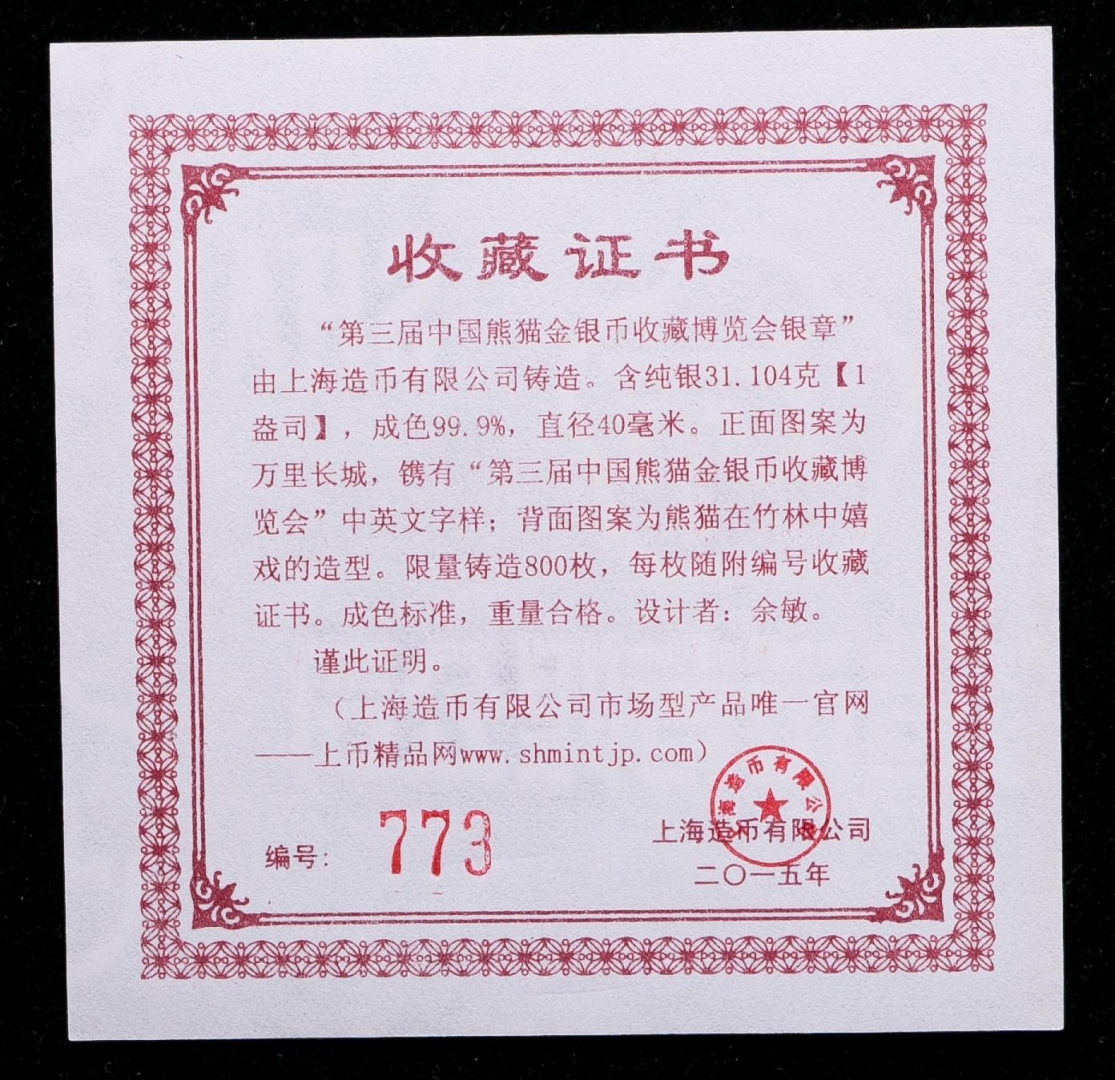 收藏证书
“第三届中国熊猫金银币收藏博览会银章”
由上海造币有限公司铸造。含纯银31.104克【1
盎司】，成色99.9%，直径40毫米。正面图案为
万里长城，镌有“第三届中国熊猫金银币收藏博
览会”中英文字样；背面图案为熊猫在竹林中嬉
戏的造型。限量铸造800枚，每枚随附编号收藏
证书。成色标准，重量合格。设计者：余敏。
谨此证明。
（上海造币有限公司市场型产品唯一官网
——上币精品网www.shmintjp.com）
上海造币有限公司
编号：773
上海造币有限公司
二〇一五年